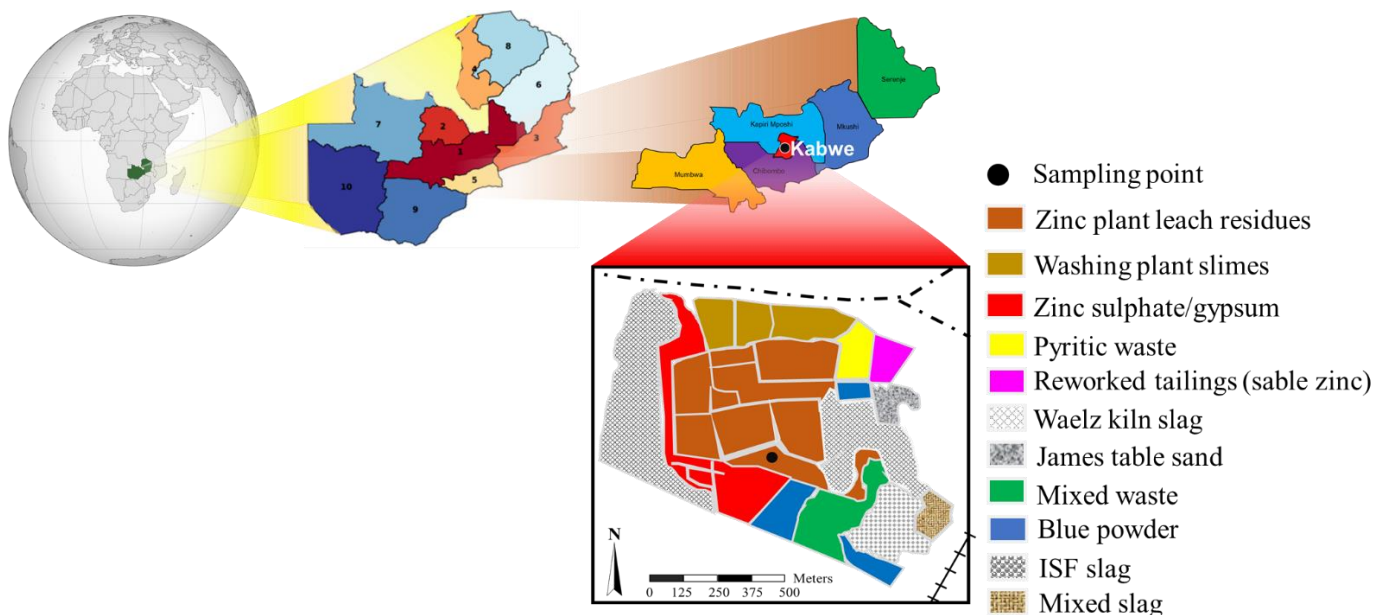 8
4
6
7
2
3
1
5
10
9
Serenje
Kapiri Mposhi
Mkushi
Kabwe
Chibombo
Mumbwa
Sampling point
Zinc plant leach residues
Washing plant slimes
Zinc sulphate/gypsum
Pyritic waste
Reworked tailings (sable zinc)
Waelz kiln slag
James table sand
Mixed waste
Blue powder
ISF slag
Mixed slag
N
Meters
0 125 250 375 500